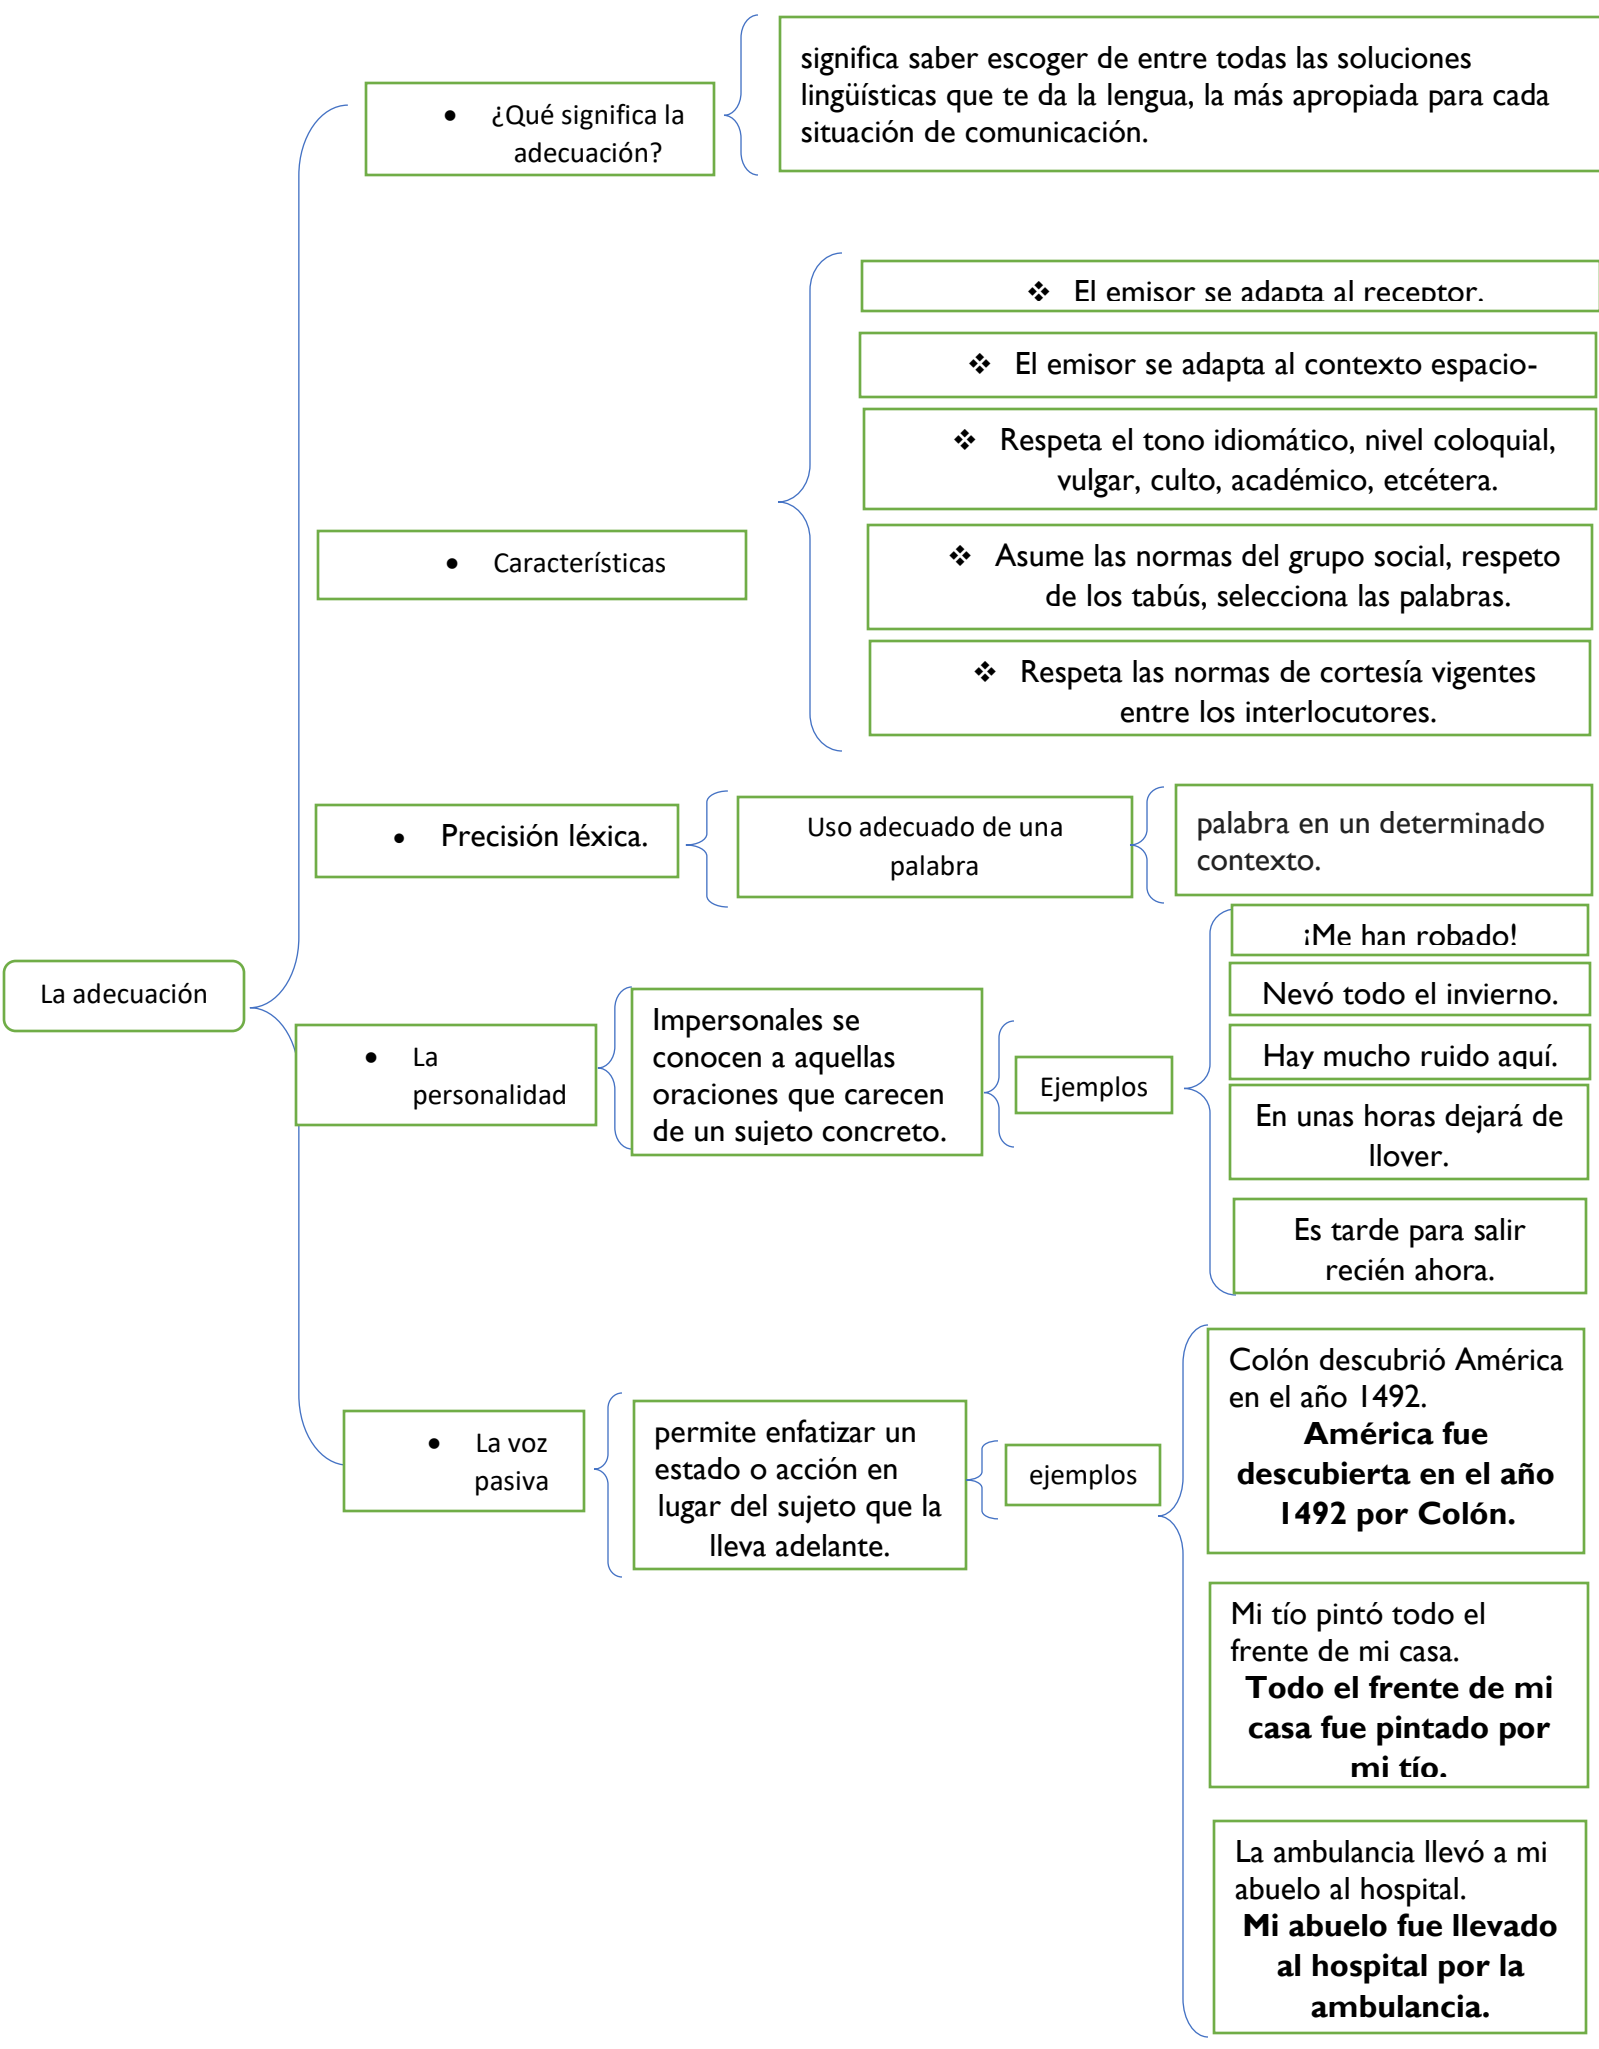 significa saber escoger de entre todas las soluciones
lingüísticas que te da la lengua, la más apropiada para cada
situación de comunicación.
• ¿Qué significa la
adecuación?
❖ El emisor se adapta al receptor.
❖ El emisor se adapta al contexto espacio-
❖ Respeta el tono idiomático, nivel coloquial,
vulgar, culto, académico, etcétera.
• Características
❖ Asume las normas del grupo social, respeto
de los tabús, selecciona las palabras.
❖ Respeta las normas de cortesía vigentes
entre los interlocutores.
• Precisión léxica.
Uso adecuado de una
palabra
palabra en un determinado
contexto.
La adecuación
• La
personalidad
Impersonales se
conocen a aquellas
oraciones que carecen
de un sujeto concreto.
Ejemplos
¡Me han robado!
Nevó todo el invierno.
Hay mucho ruido aquí.
En unas horas dejará de
llover.
Es tarde para salir
recién ahora.
• La voz
pasiva
permite enfatizar un
estado o acción en
lugar del sujeto que la
lleva adelante.
ejemplos
Colón descubrió América
en el año 1492.
América fue
descubierta en el año
1492 por Colón.
Mi tío pintó todo el
frente de mi casa.
Todo el frente de mi
casa fue pintado por
mi tío.
La ambulancia llevó a mi
abuelo al hospital.
Mi abuelo fue llevado
al hospital por la
ambulancia.